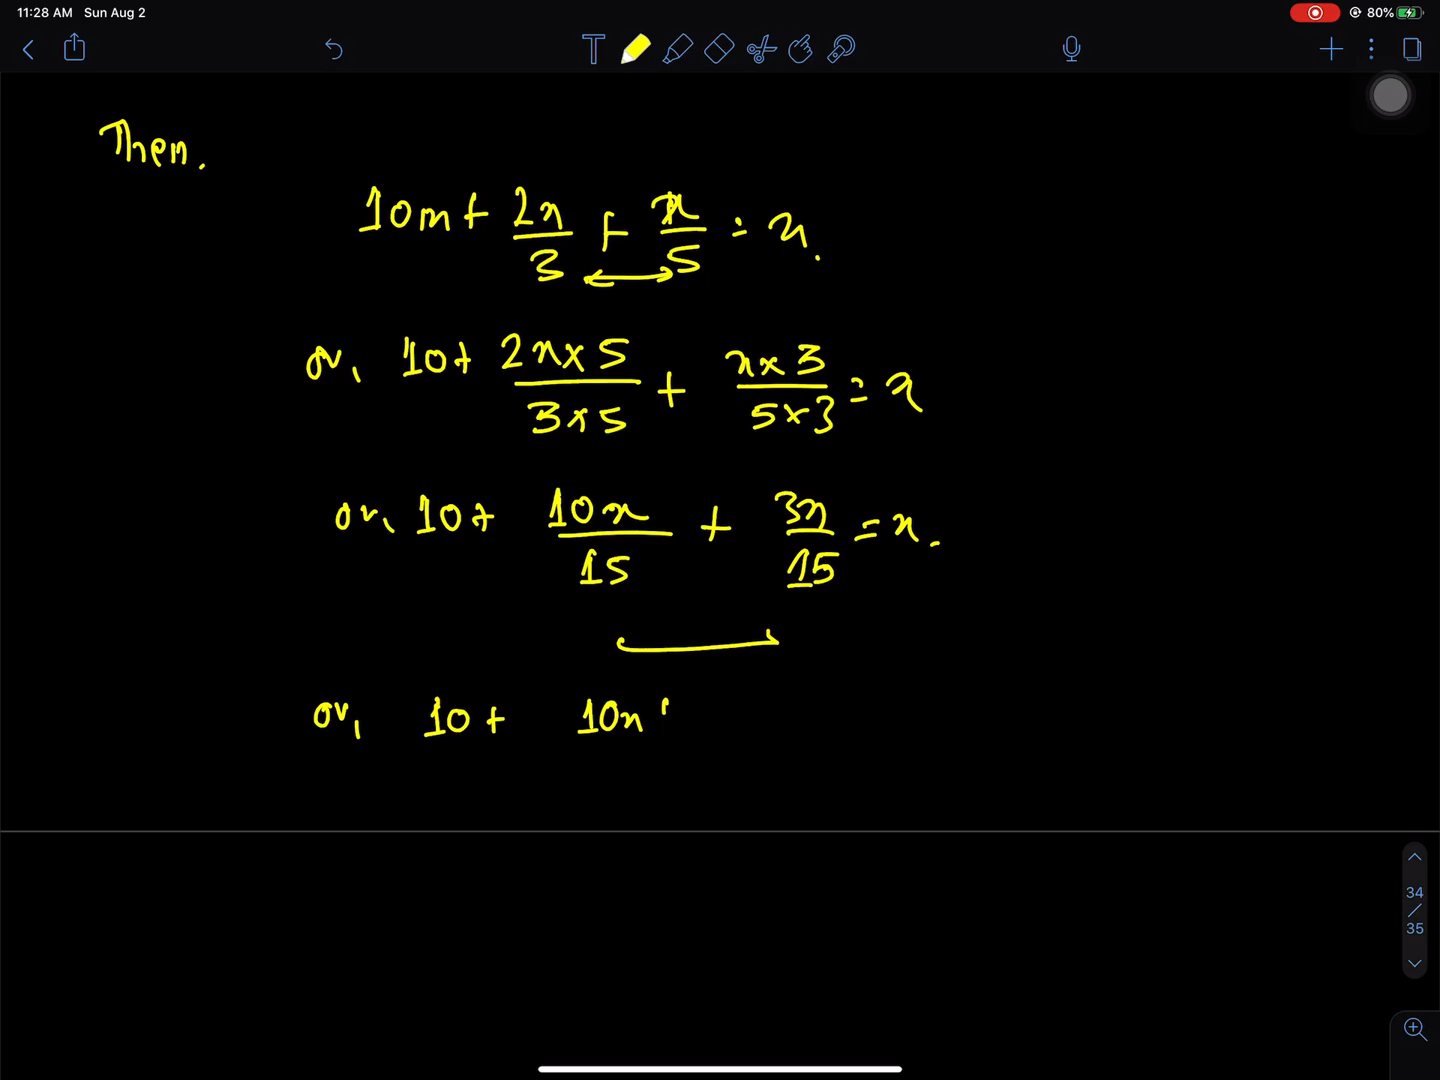 11:28 AM Sun Aug 2 80%
Then.
10m + 2x/3 + x/5 = x.
or, 10 + 2x×5/3×5 + x×3/5×3 = x
or, 10 + 10x/15 + 3x/15 = x.
or, 10 + 10x
34
/
35